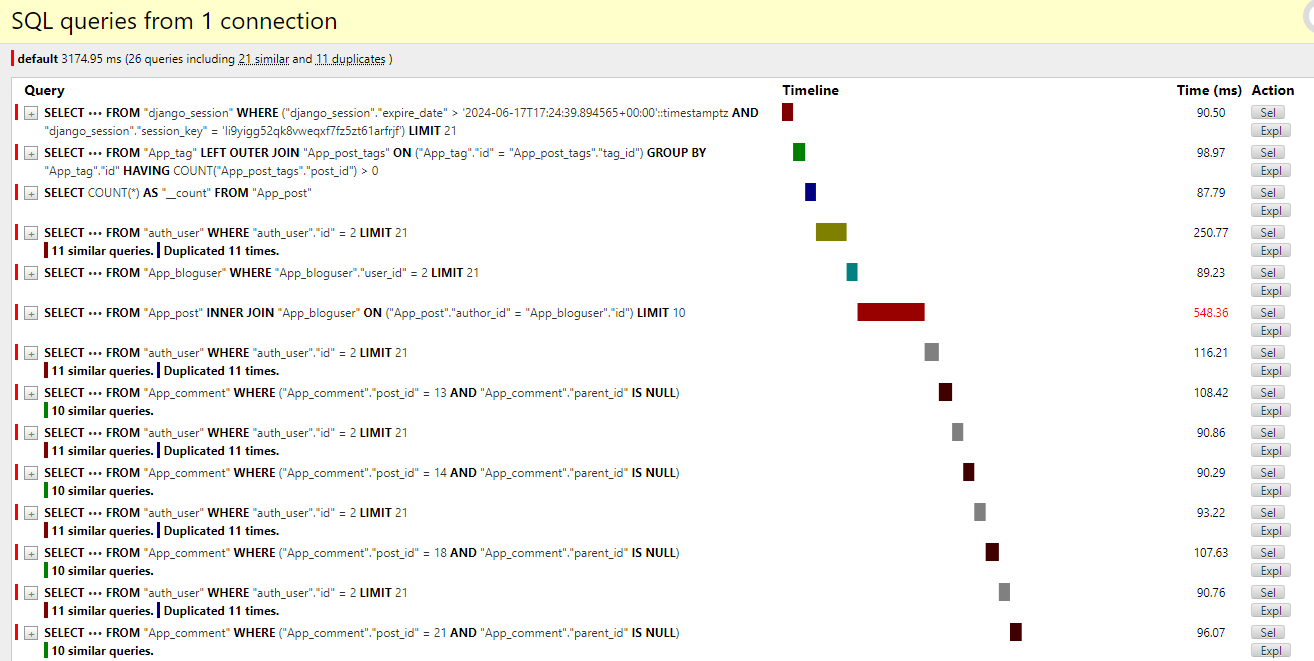 SQL queries from 1 connection
default 3174.95 ms (26 queries including 21 similar and 11 duplicates )
Query Timeline Time (ms) Action
+ SELECT ••• FROM "django_session" WHERE ("django_session"."expire_date" > '2024-06-17T17:24:39.894565+00:00'::timestamptz AND 90.50 Sel
"django_session"."session_key" = 'li9yigg52qk8vweqxf7fz5zt61arfrjf') LIMIT 21 Expl
+ SELECT ••• FROM "App_tag" LEFT OUTER JOIN "App_post_tags" ON ("App_tag"."id" = "App_post_tags"."tag_id") GROUP BY 98.97 Sel
"App_tag"."id" HAVING COUNT("App_post_tags"."post_id") > 0 Expl
+ SELECT COUNT(*) AS "__count" FROM "App_post" 87.79 Sel
Expl
+ SELECT ••• FROM "auth_user" WHERE "auth_user"."id" = 2 LIMIT 21 250.77 Sel
11 similar queries. Duplicated 11 times. Expl
+ SELECT ••• FROM "App_bloguser" WHERE "App_bloguser"."user_id" = 2 LIMIT 21 89.23 Sel
Expl
+ SELECT ••• FROM "App_post" INNER JOIN "App_bloguser" ON ("App_post"."author_id" = "App_bloguser"."id") LIMIT 10 548.36 Sel
Expl
+ SELECT ••• FROM "auth_user" WHERE "auth_user"."id" = 2 LIMIT 21 116.21 Sel
11 similar queries. Duplicated 11 times. Expl
+ SELECT ••• FROM "App_comment" WHERE ("App_comment"."post_id" = 13 AND "App_comment"."parent_id" IS NULL) 108.42 Sel
10 similar queries. Expl
+ SELECT ••• FROM "auth_user" WHERE "auth_user"."id" = 2 LIMIT 21 90.86 Sel
11 similar queries. Duplicated 11 times. Expl
+ SELECT ••• FROM "App_comment" WHERE ("App_comment"."post_id" = 14 AND "App_comment"."parent_id" IS NULL) 90.29 Sel
10 similar queries. Expl
+ SELECT ••• FROM "auth_user" WHERE "auth_user"."id" = 2 LIMIT 21 93.22 Sel
11 similar queries. Duplicated 11 times. Expl
+ SELECT ••• FROM "App_comment" WHERE ("App_comment"."post_id" = 18 AND "App_comment"."parent_id" IS NULL) 107.63 Sel
10 similar queries. Expl
+ SELECT ••• FROM "auth_user" WHERE "auth_user"."id" = 2 LIMIT 21 90.76 Sel
11 similar queries. Duplicated 11 times. Expl
+ SELECT ••• FROM "App_comment" WHERE ("App_comment"."post_id" = 21 AND "App_comment"."parent_id" IS NULL) 96.07 Sel
10 similar queries. Expl